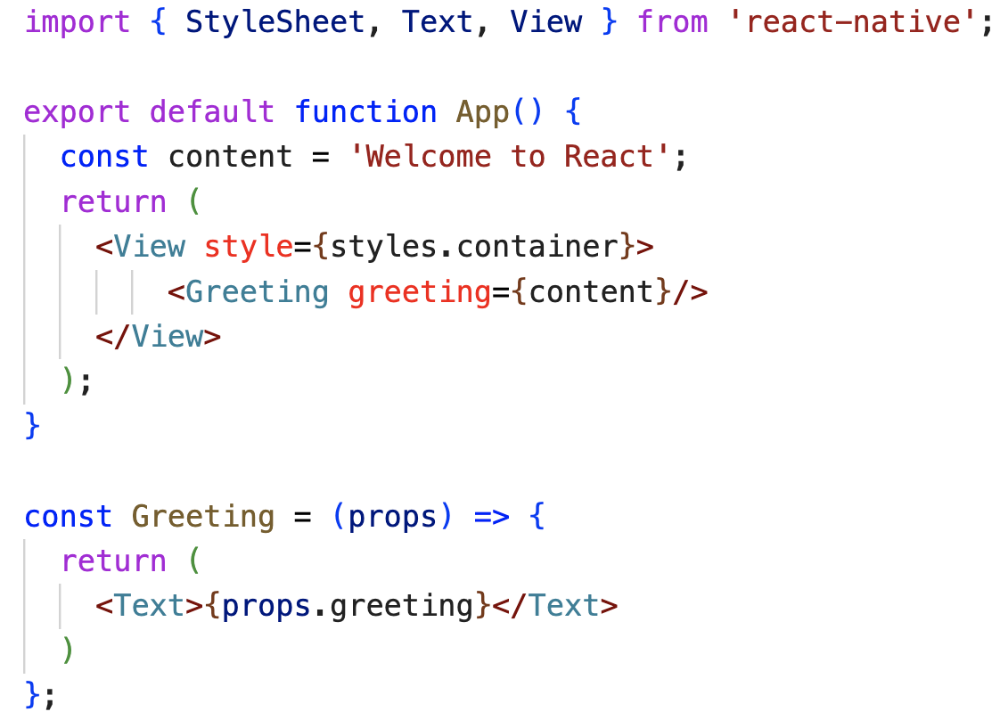 import { StyleSheet, Text, View } from 'react-native';

export default function App() {
  const content = 'Welcome to React';
  return (
    <View style={styles.container}>
        <Greeting greeting={content}/>
    </View>
  );
}

const Greeting = (props) => {
  return (
    <Text>{props.greeting}</Text>
  )
};